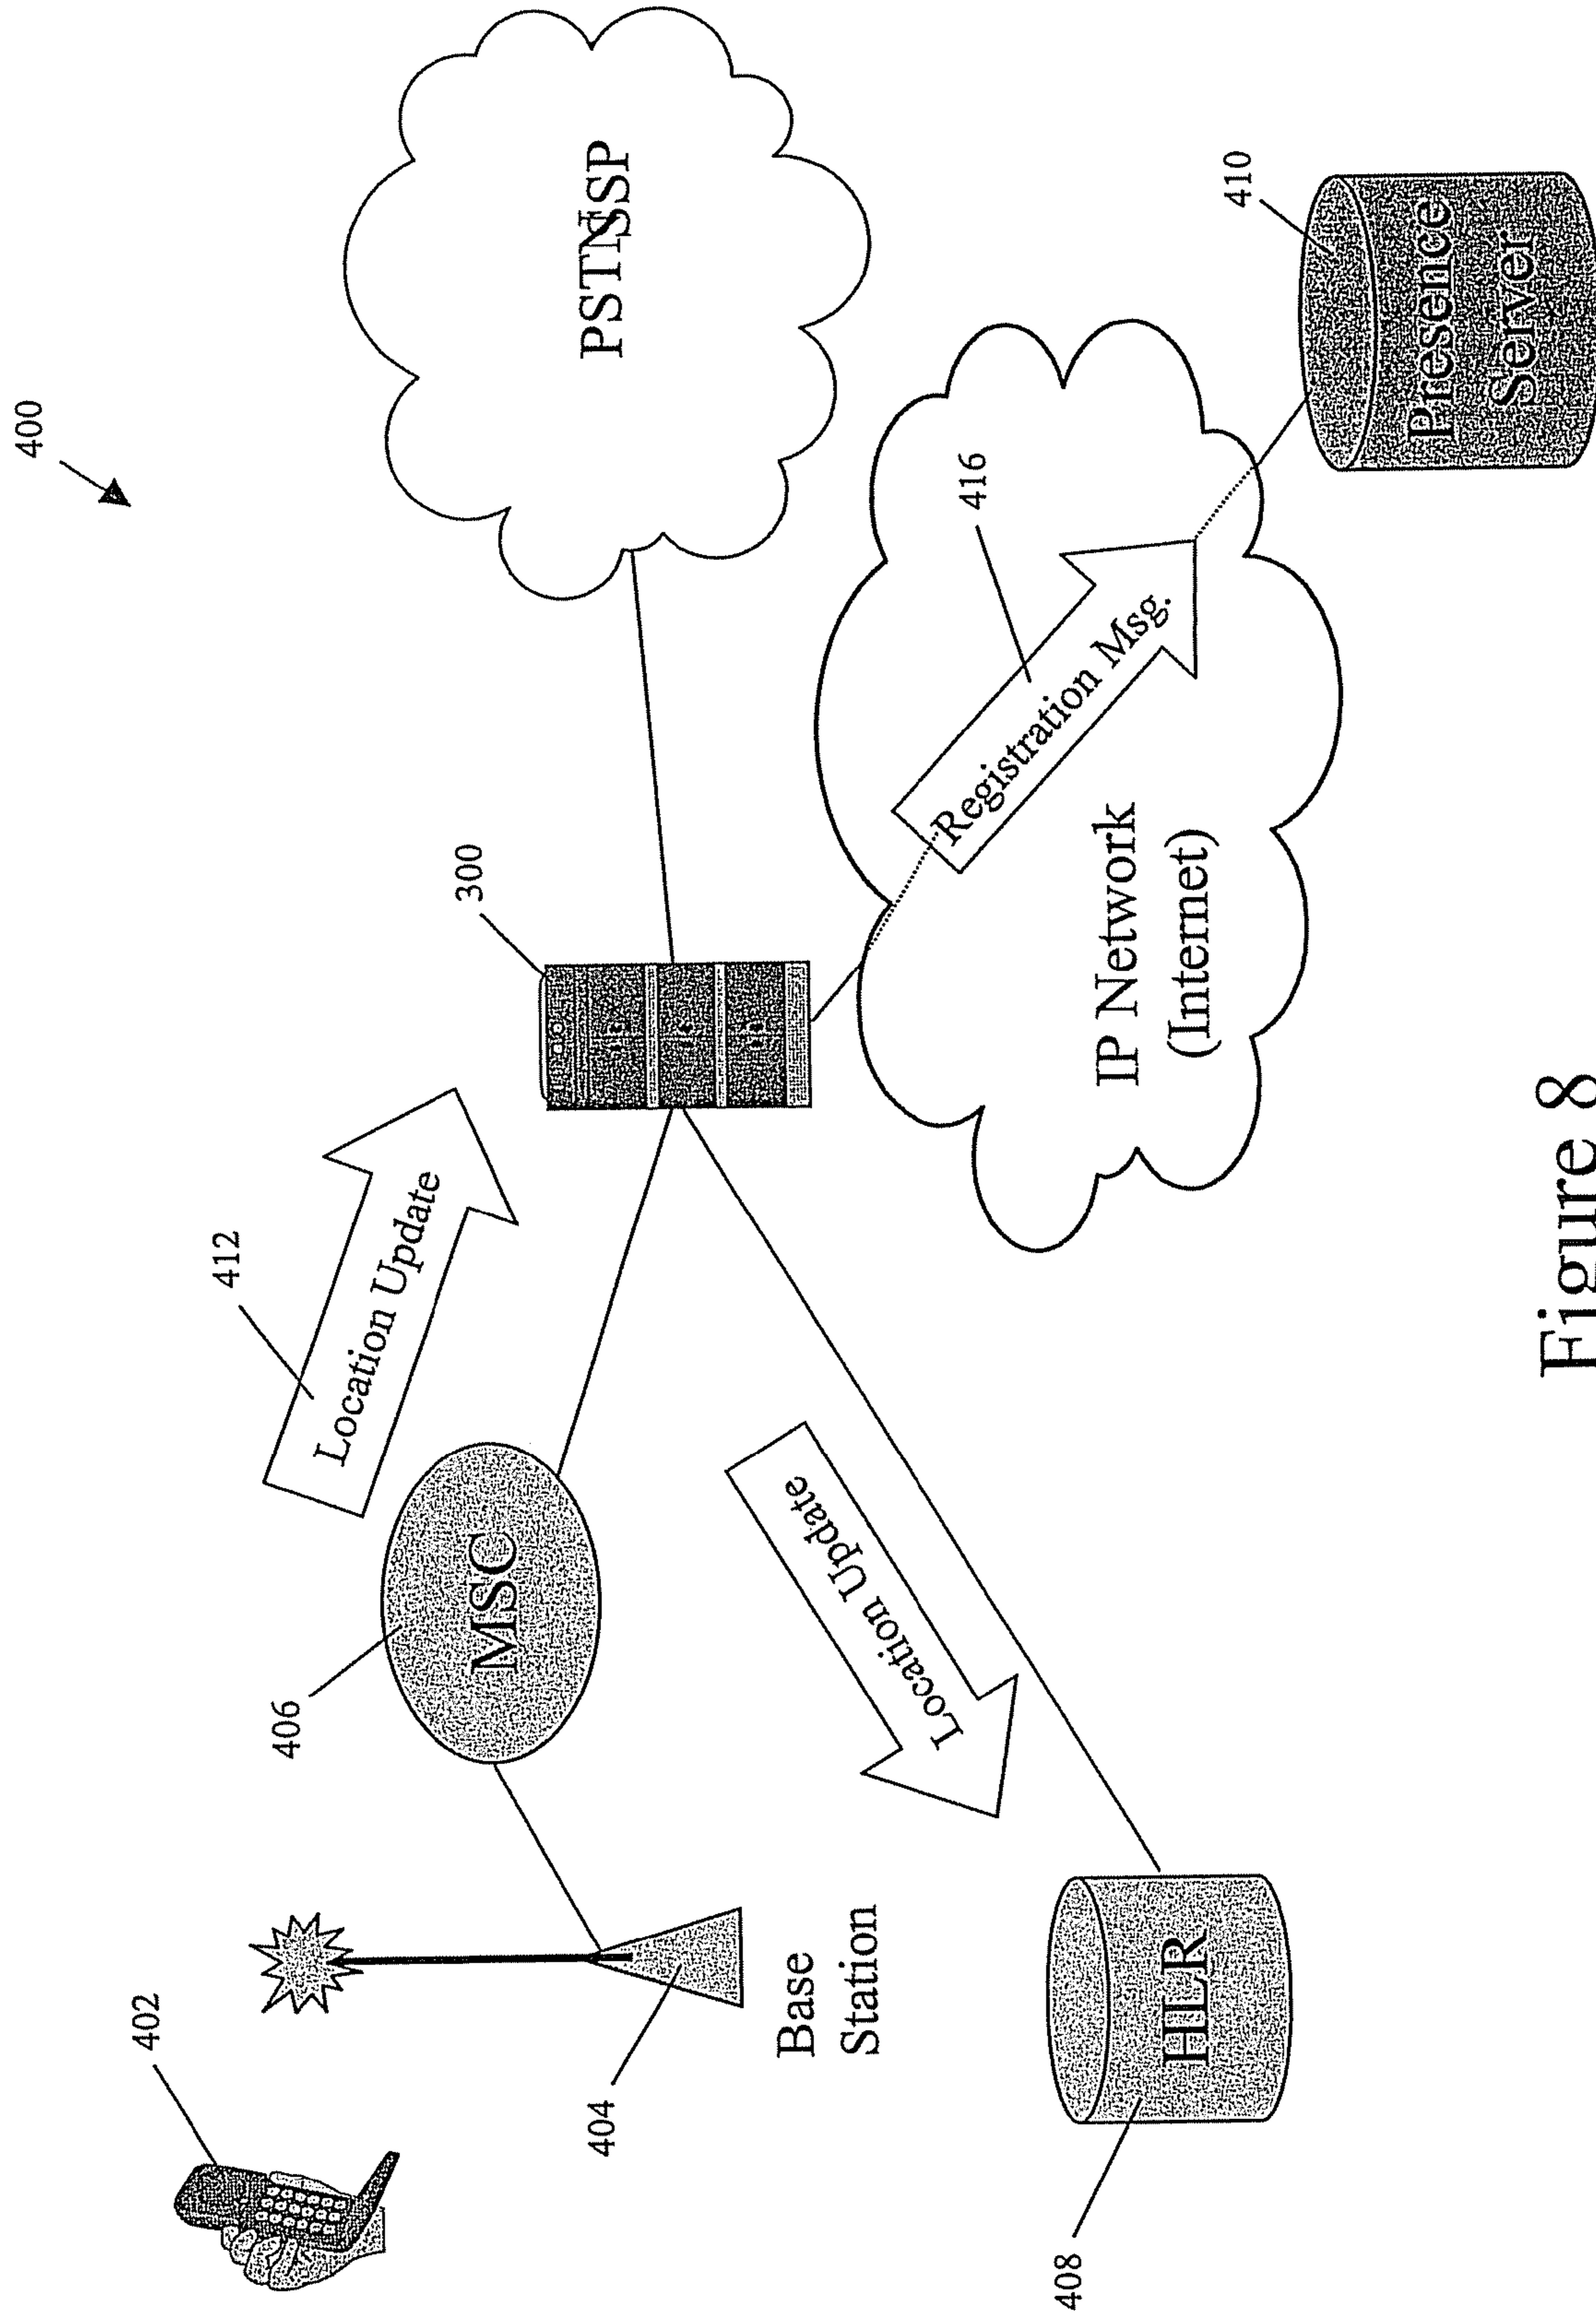 400
402
412
406
Location Update
300
MSC
PSTN SSP
404
Base
Station
Location Update
416
Registration Msg.
408
IP Network
(Internet)
HLR
410
Presence
Server
Figure 8